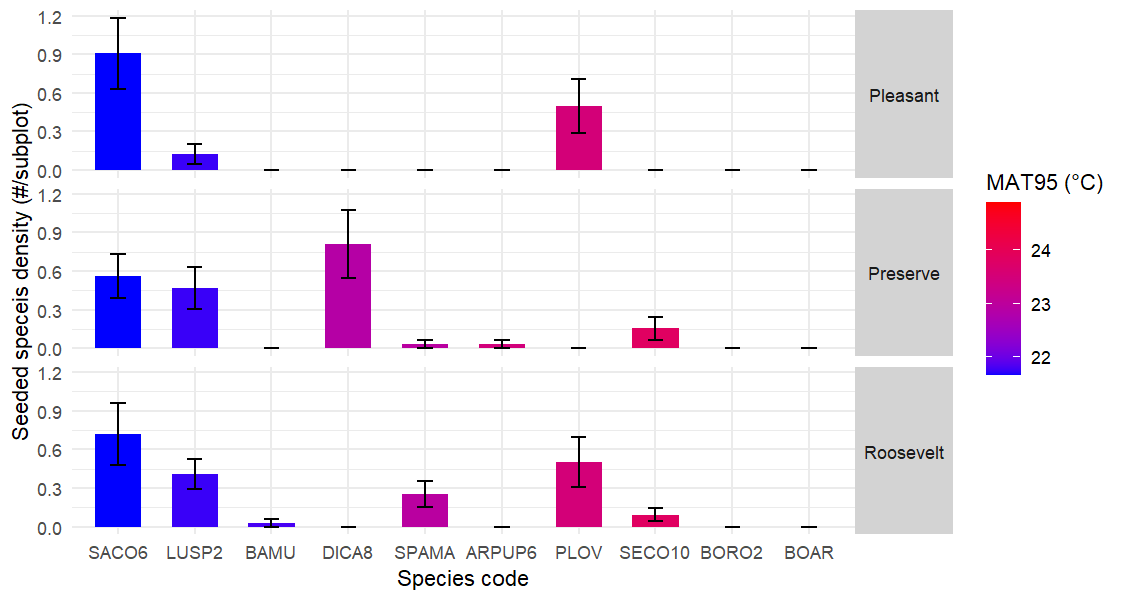 Seeded speceis density (#/subplot)
1.2
0.9
0.6
0.3
0.0
Pleasant
1.2
0.9
0.6
0.3
0.0
Preserve
1.2
0.9
0.6
0.3
0.0
Roosevelt
SACO6 LUSP2 BAMU DICA8 SPAMA ARPUP6 PLOV SECO10 BORO2 BOAR
Species code
MAT95 (°C)
24
23
22